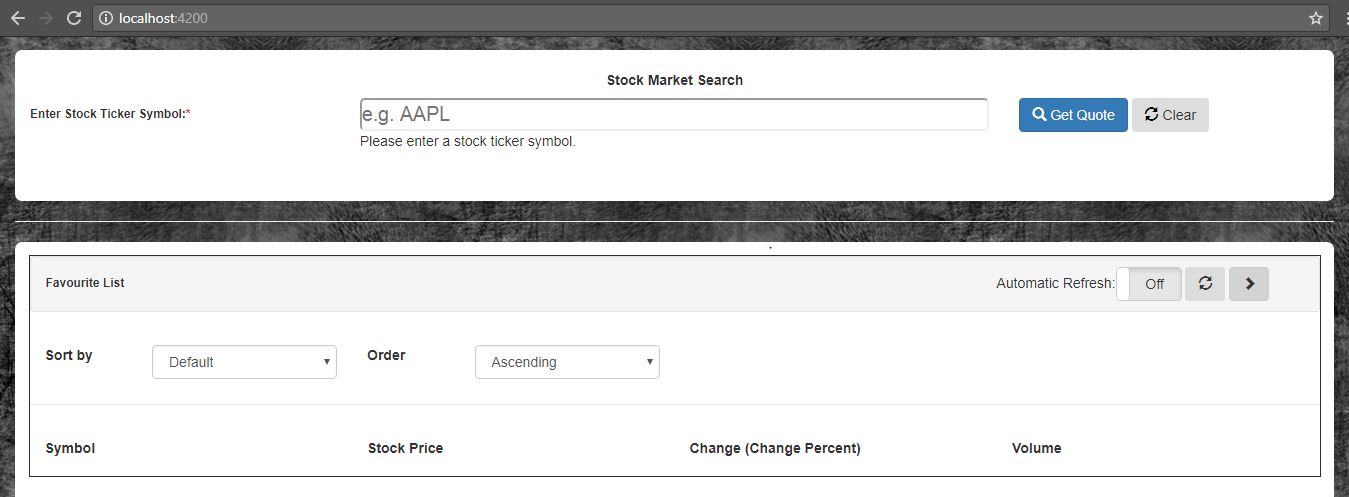 localhost:4200
Stock Market Search
Enter Stock Ticker Symbol:* e.g. AAPL Get Quote Clear
Please enter a stock ticker symbol.
Favourite List Automatic Refresh: Off
Sort by Default Order Ascending
Symbol Stock Price Change (Change Percent) Volume